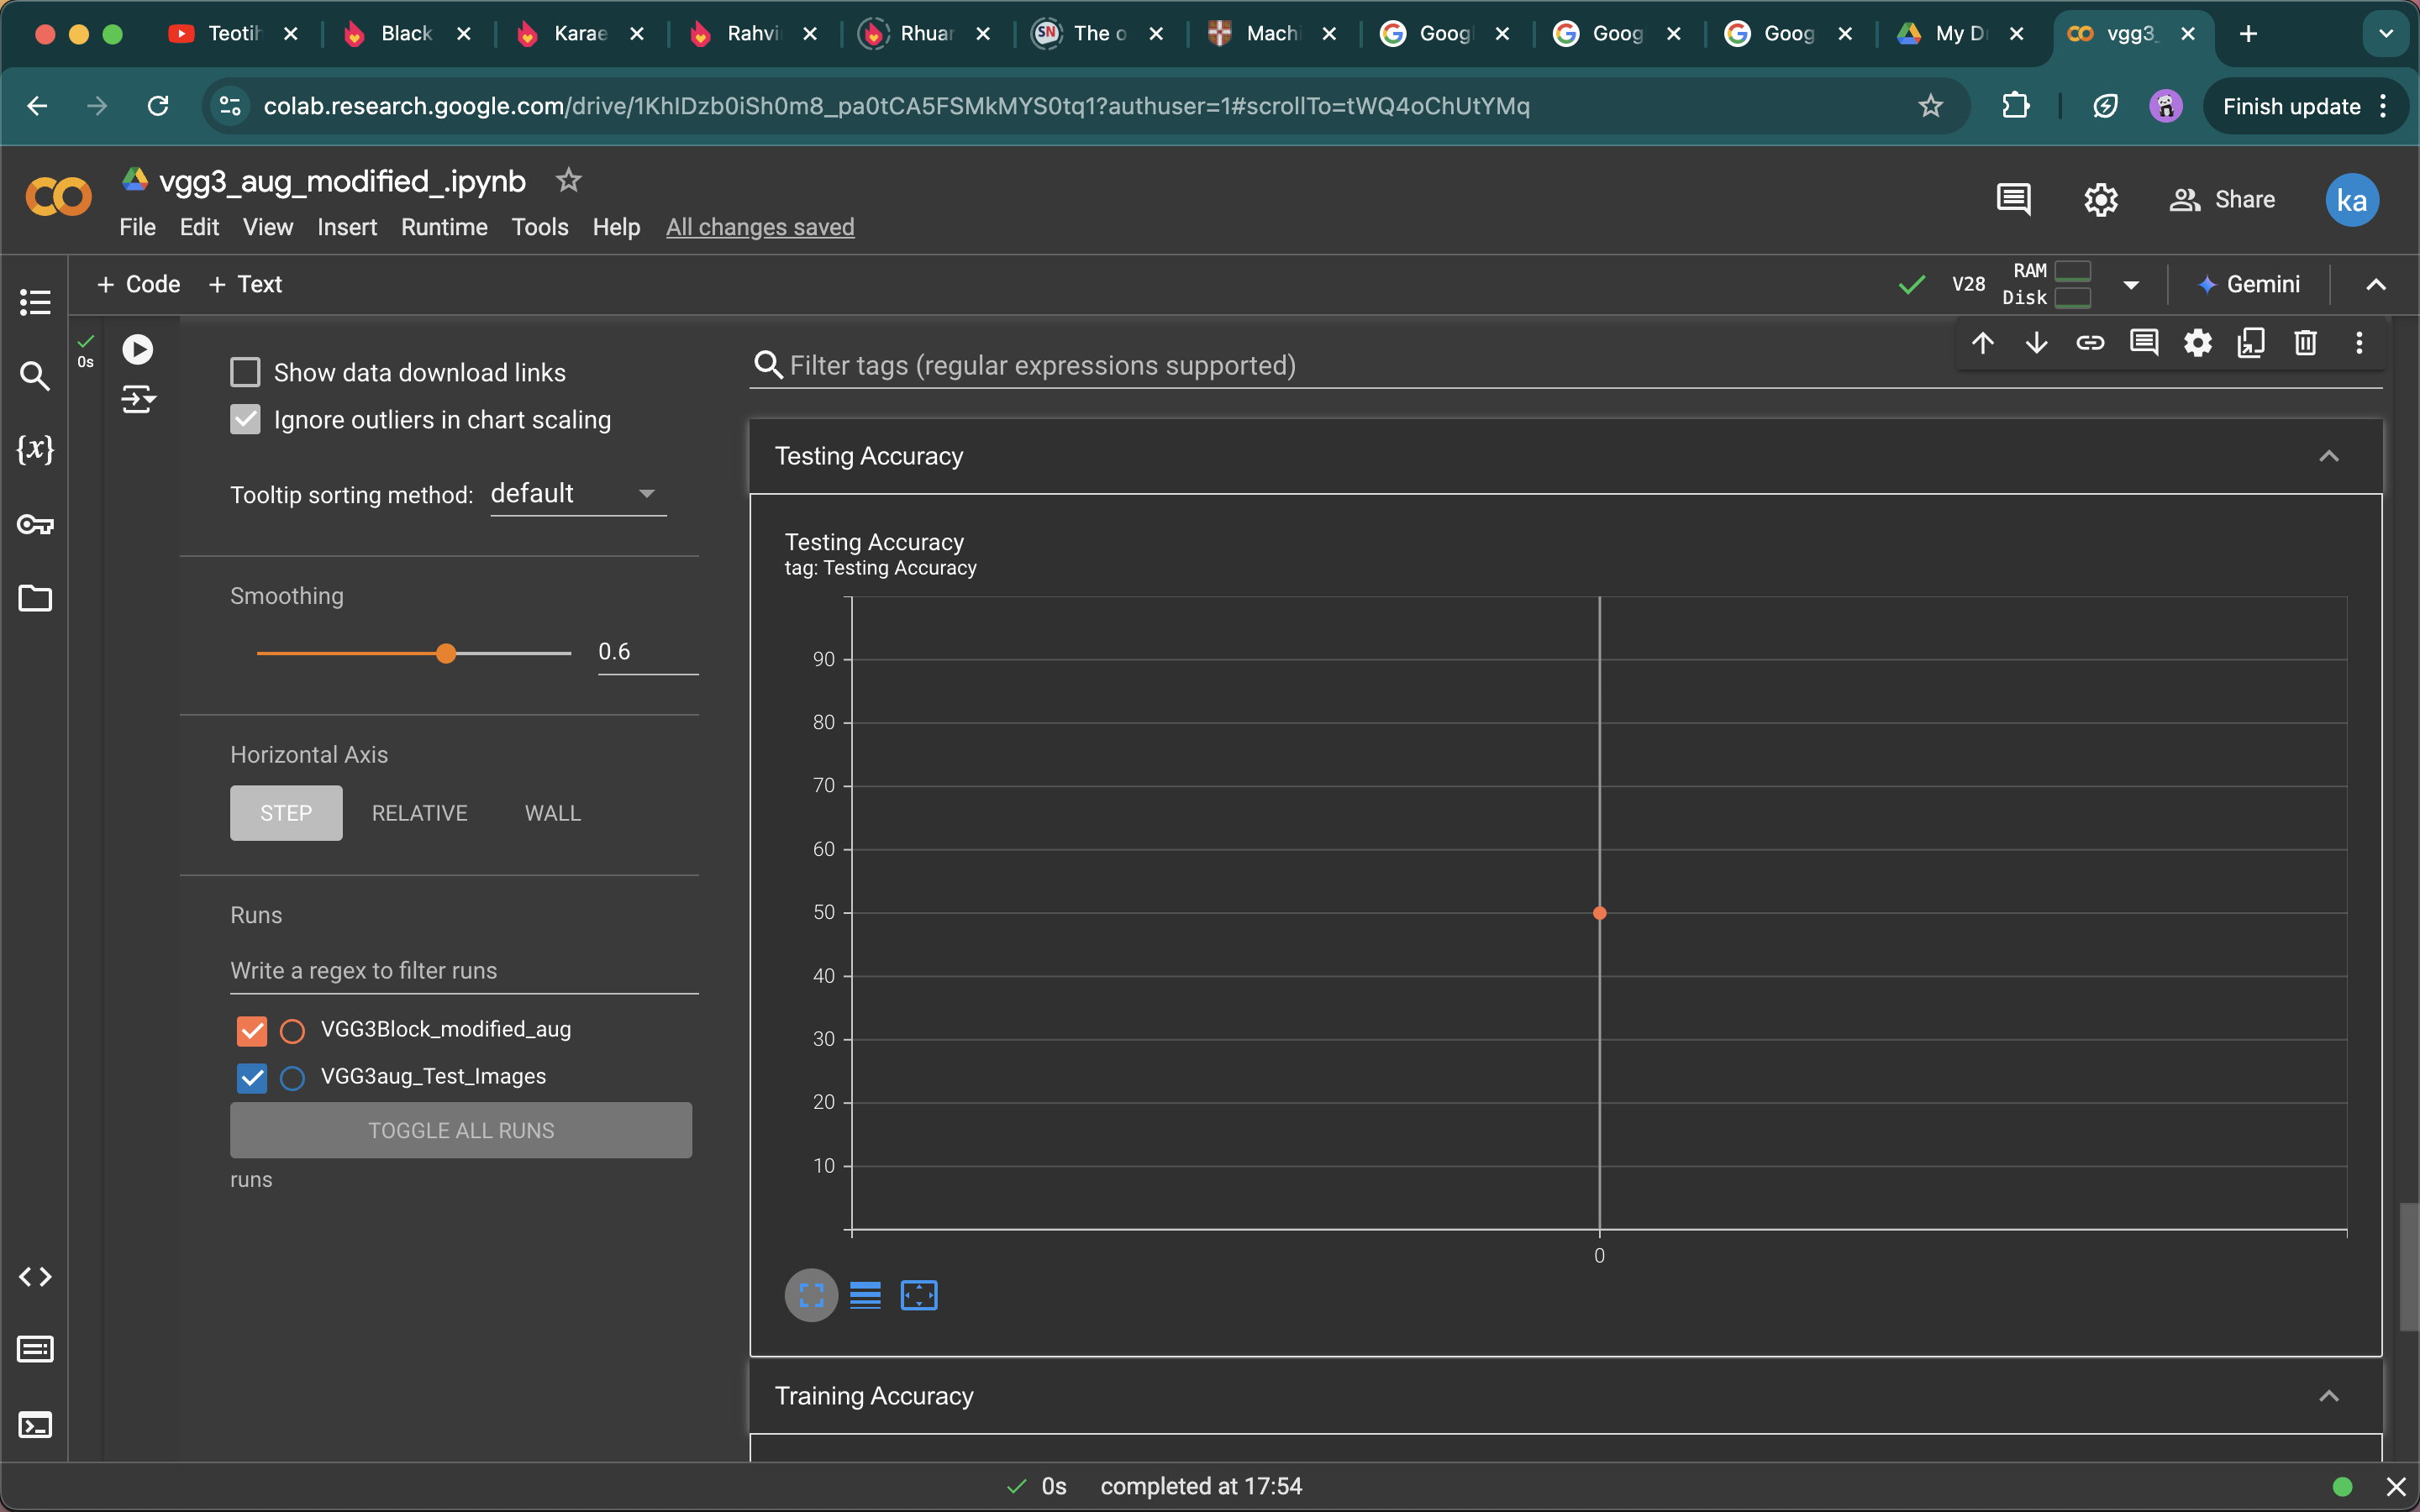 Teotih
Black
Karae
Rahvi
Rhuar
SN The o
Machi
Googl
Goog
Goog
My D
vgg3_
colab.research.google.com/drive/1KhIDzb0iSh0m8_pa0tCA5FSMkMYS0tq1?authuser=1#scrollTo=tWQ4oChUtYMq
Finish update
vgg3_aug_modified_.ipynb
Share
ka
File Edit View Insert Runtime Tools Help All changes saved
+ Code + Text
V28
RAM
Disk
Gemini
0s
{x}
Show data download links
Ignore outliers in chart scaling
Tooltip sorting method: default
Smoothing
0.6
Horizontal Axis
STEP RELATIVE WALL
Runs
Write a regex to filter runs
VGG3Block_modified_aug
VGG3aug_Test_Images
TOGGLE ALL RUNS
runs
Filter tags (regular expressions supported)
Testing Accuracy
Testing Accuracy
tag: Testing Accuracy
90
80
70
60
50
40
30
20
10
0
Training Accuracy
0s completed at 17:54